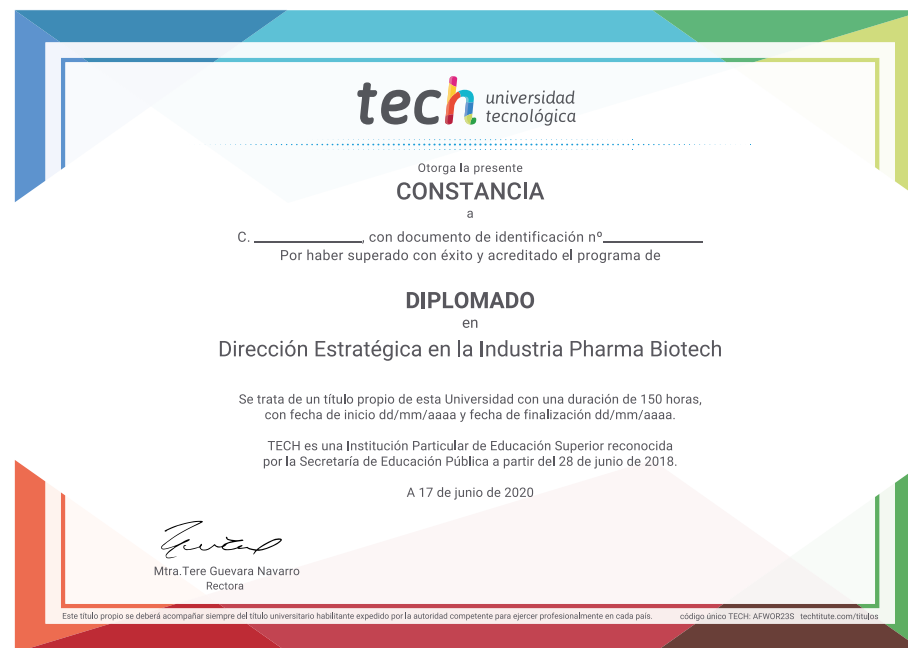 tech universidad
tecnológica
Otorga la presente
CONSTANCIA
a
C. ____________, con documento de identificación nº____________
Por haber superado con éxito y acreditado el programa de
DIPLOMADO
en
Dirección Estratégica en la Industria Pharma Biotech
Se trata de un título propio de esta Universidad con una duración de 150 horas,
con fecha de inicio dd/mm/aaaa y fecha de finalización dd/mm/aaaa.
TECH es una Institución Particular de Educación Superior reconocida
por la Secretaría de Educación Pública a partir del 28 de junio de 2018.
A 17 de junio de 2020
Mtra.Tere Guevara Navarro
Rectora
Este título propio se deberá acompañar siempre del título universitario habilitante expedido por la autoridad competente para ejercer profesionalmente en cada país. código único TECH: AFWOR23S techtitute.com/titulos